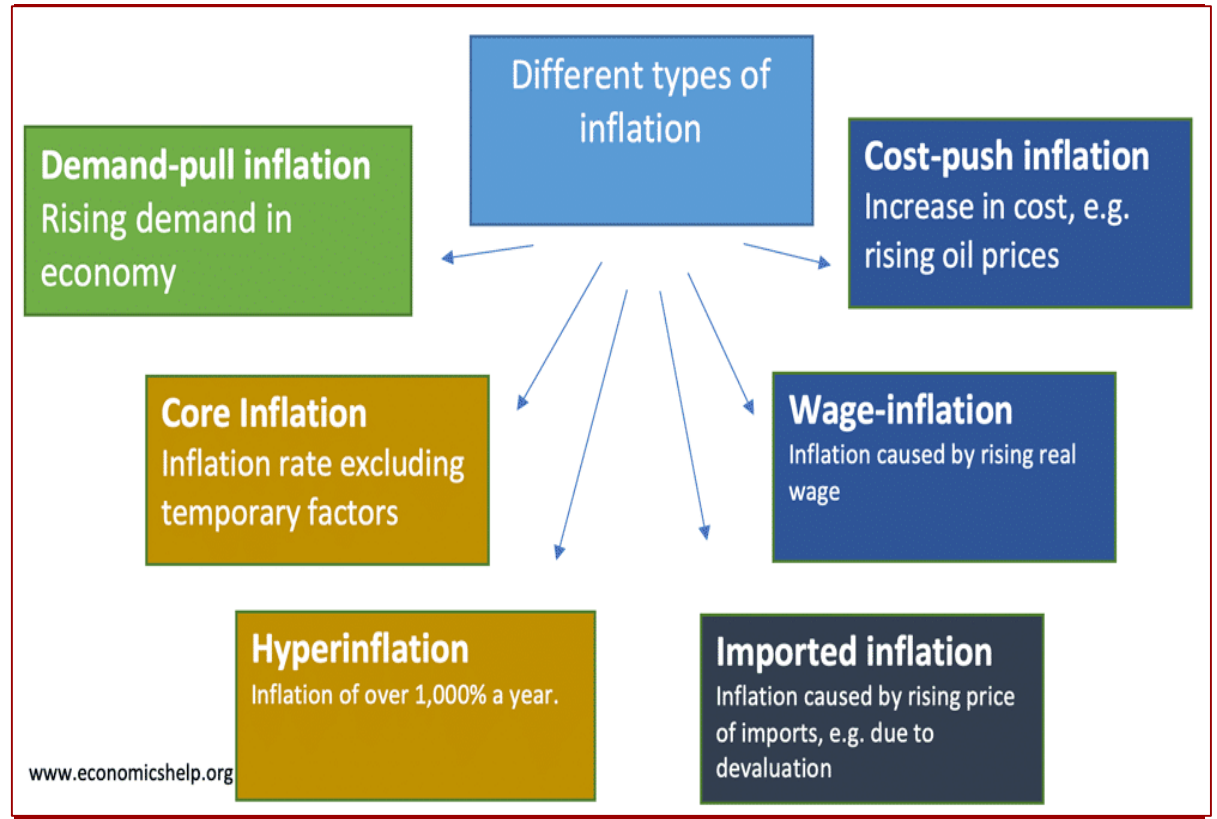 Different types of
inflation
Demand-pull inflation
Rising demand in
economy
Cost-push inflation
Increase in cost, e.g.
rising oil prices
Core Inflation
Inflation rate excluding
temporary factors
Wage-inflation
Inflation caused by rising real
wage
Hyperinflation
Inflation of over 1,000% a year.
Imported inflation
Inflation caused by rising price
of imports, e.g. due to
devaluation
www.economicshelp.org